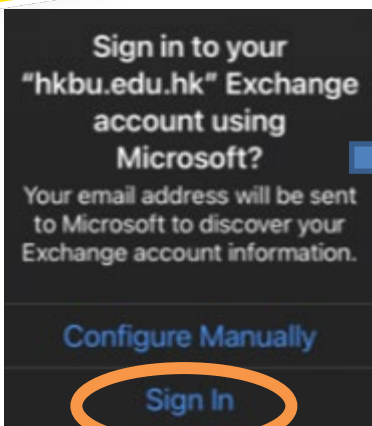 Sign in to your
“hkbu.edu.hk” Exchange
account using
Microsoft?
Your email address will be sent
to Microsoft to discover your
Exchange account information.
Configure Manually
Sign In